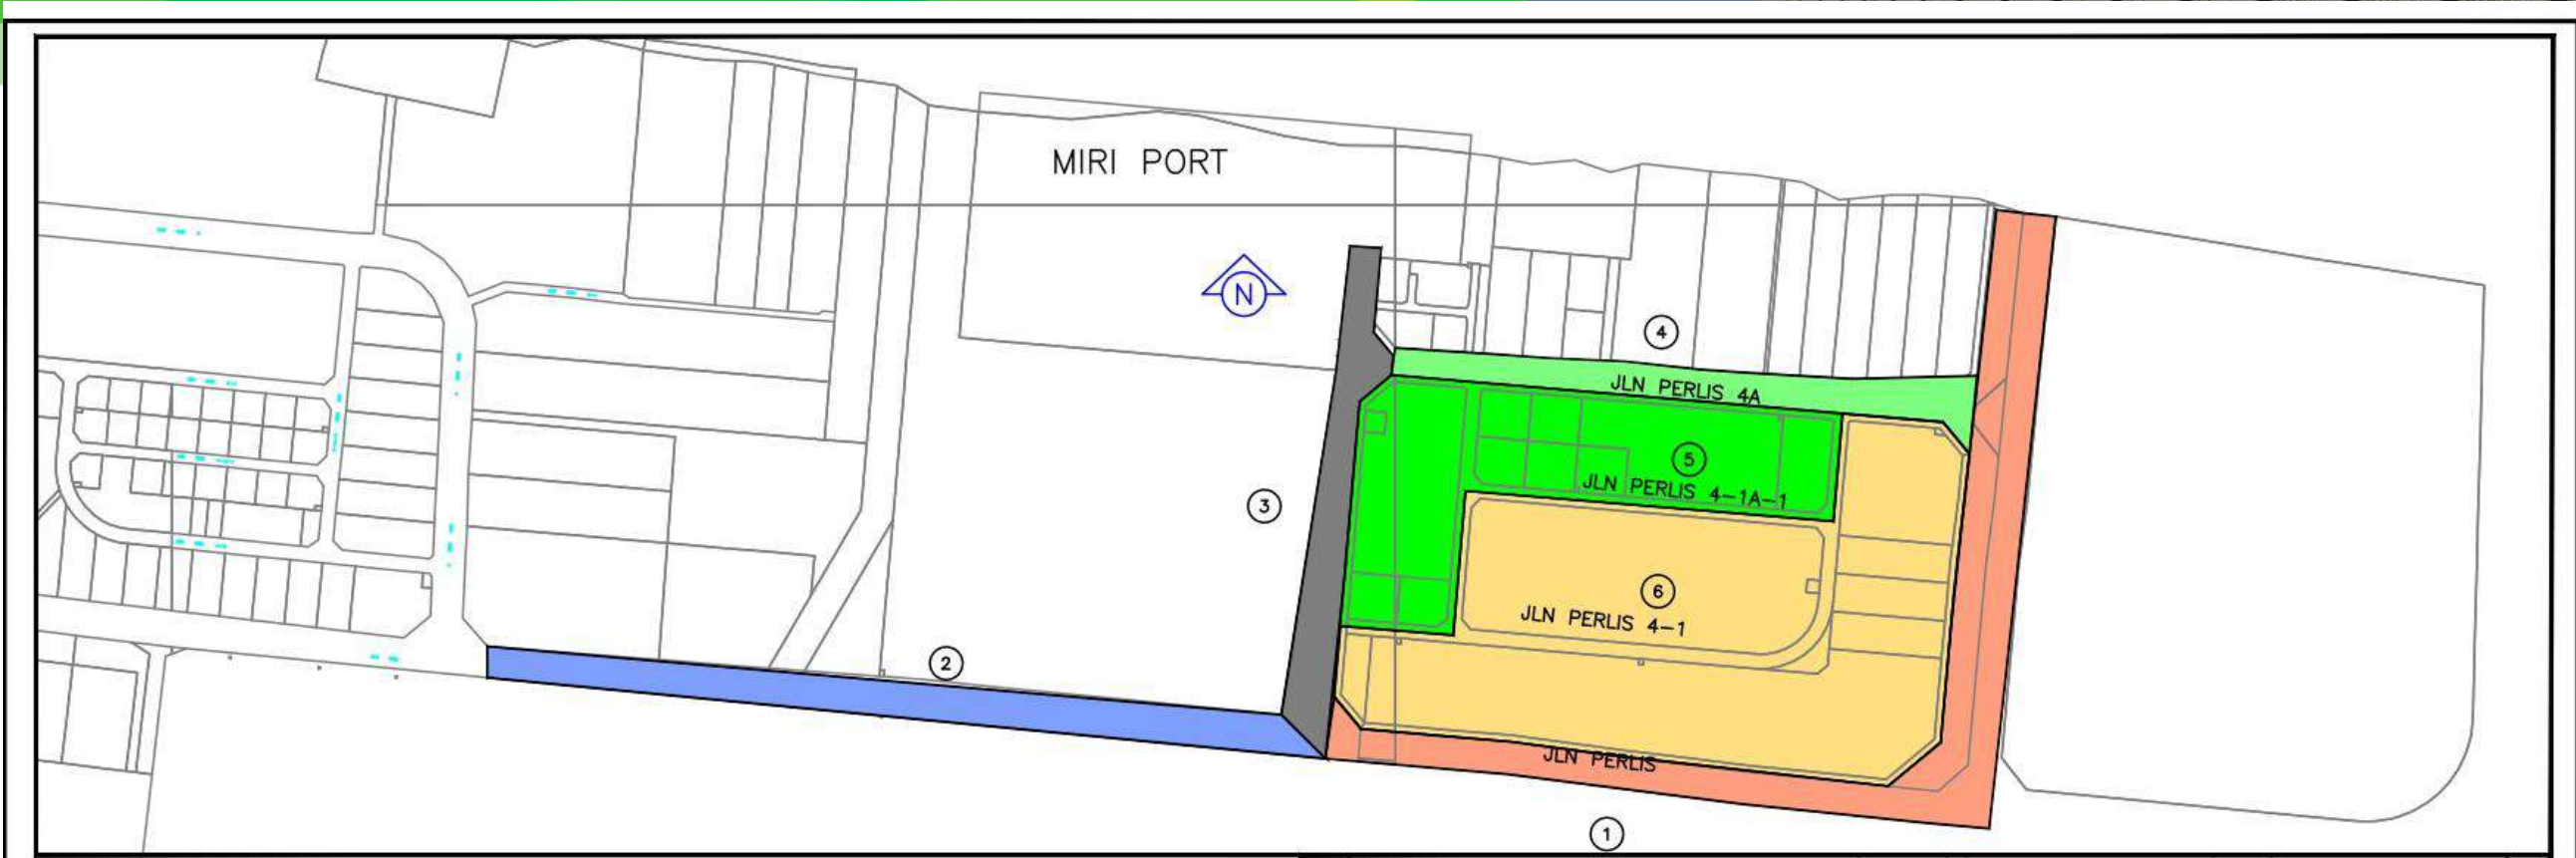 MIRI PORT
N
4
JLN PERLIS 4A
5
JLN PERLIS 4-1A-1
3
6
JLN PERLIS 4-1
2
JLN PERLIS
1